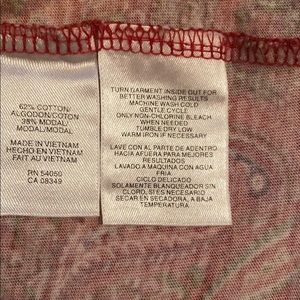 62% COTTON/
ALGODON/COTON
38% MODAL/
MODAL/MODAL
MADE IN VIETNAM
HECHO EN VIETNAM
FAIT AU VIETNAM
RN 54050
CA 08349
TURN GARMENT INSIDE OUT FOR
BETTER WASHING RESULTS
MACHINE WASH COLD
GENTLE CYCLE
ONLY NON-CHLORINE BLEACH
WHEN NEEDED
TUMBLE DRY LOW
WARM IRON IF NECESSARY
LAVE CON AL PARTE DE ADENTRO
HACIA AFUERA PARA MEJORES
RESULTADOS
LAVADO A MAQUINA CON AGUA
FRIA
CICLO DELICADO
SOLAMENTE BLANQUEADOR SIN
CLORO, SI ES NECESARIO
SECAR DE SECADORA, A BAJA
TEMPERATURA